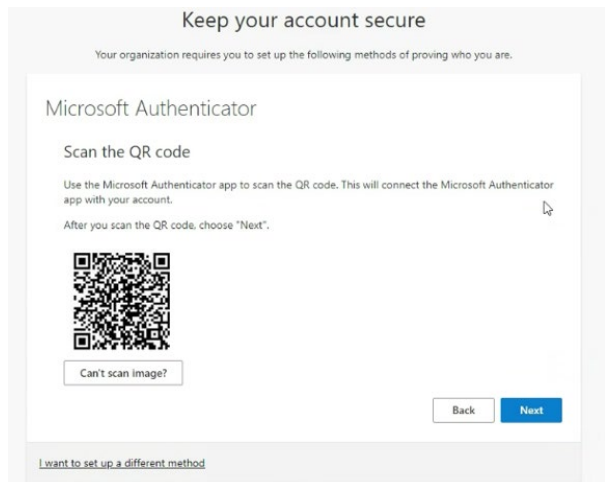 Keep your account secure
Your organization requires you to set up the following methods of proving who you are.
Microsoft Authenticator
Scan the QR code
Use the Microsoft Authenticator app to scan the QR code. This will connect the Microsoft Authenticator
app with your account.
After you scan the QR code, choose "Next".
Can't scan image?
Back Next
I want to set up a different method